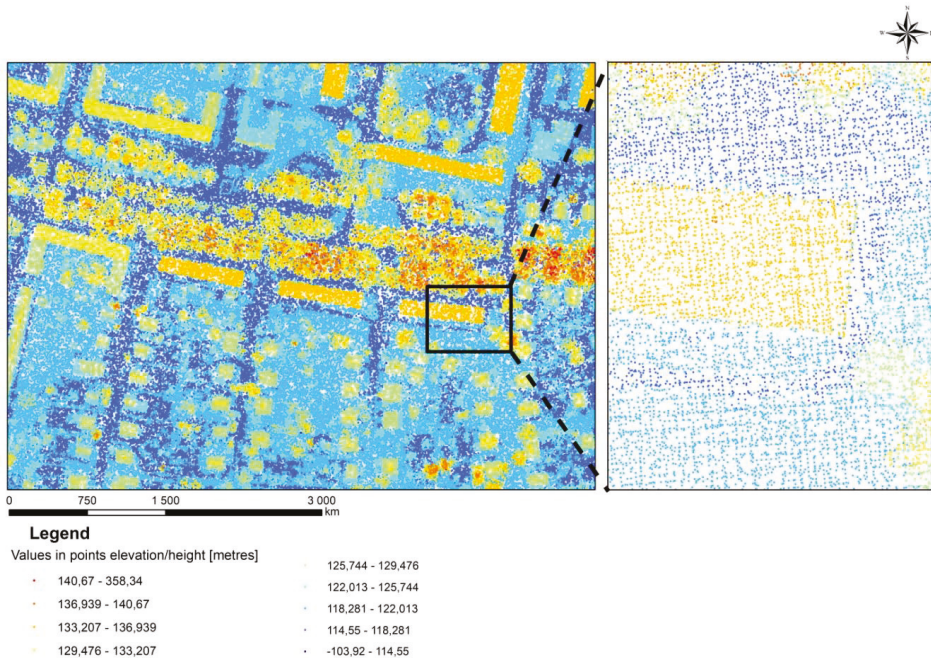 N
W
S
0 750 1 500 3 000
km
Legend
Values in points elevation/height [metres]
140,67 - 358,34
136,939 - 140,67
133,207 - 136,939
129,476 - 133,207
125,744 - 129,476
122,013 - 125,744
118,281 - 122,013
114,55 - 118,281
-103,92 - 114,55